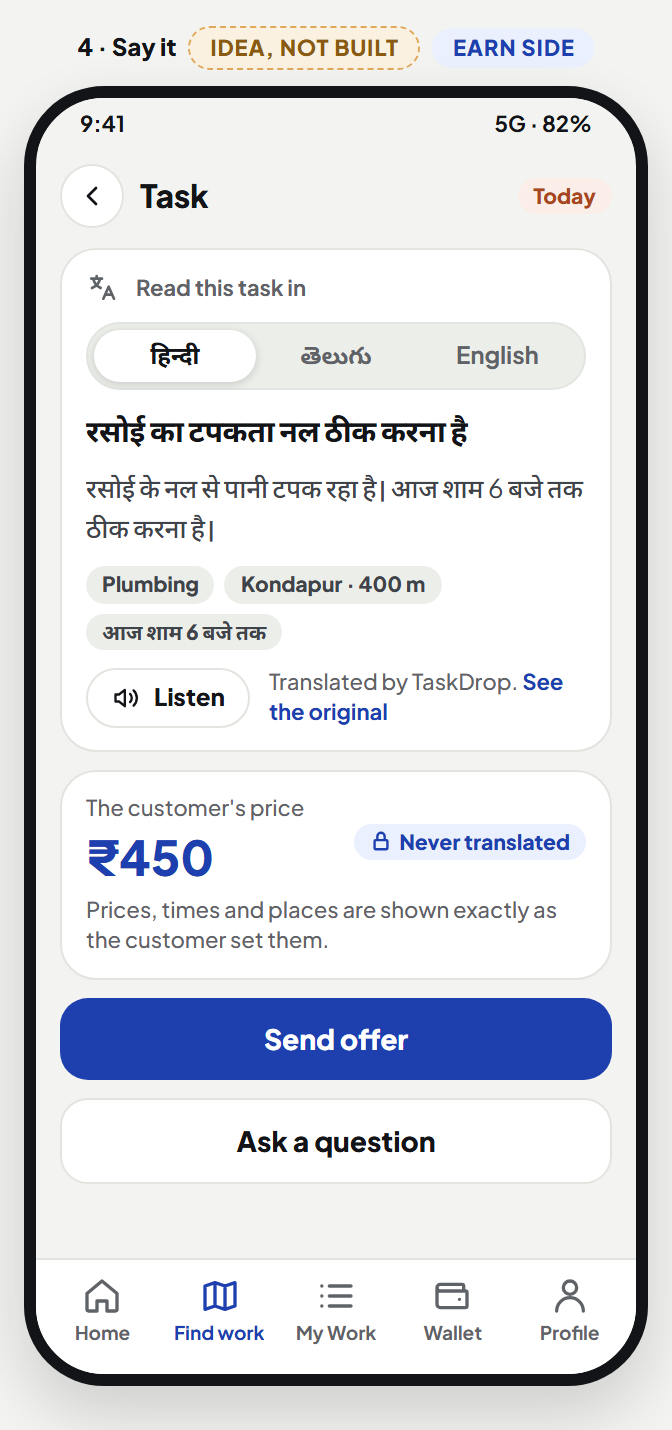 4 · Say it IDEA, NOT BUILT EARN SIDE
9:41 5G · 82%
Task Today
Read this task in
हिन्दी తెలుగు English
रसोई का टपकता नल ठीक करना है
रसोई के नल से पानी टपक रहा है| आज शाम 6 बजे तक
ठीक करना है|
Plumbing Kondapur · 400 m
आज शाम 6 बजे तक
Listen
Translated by TaskDrop. See
the original
The customer's price
₹450
Never translated
Prices, times and places are shown exactly as
the customer set them.
Send offer
Ask a question
Home Find work My Work Wallet Profile